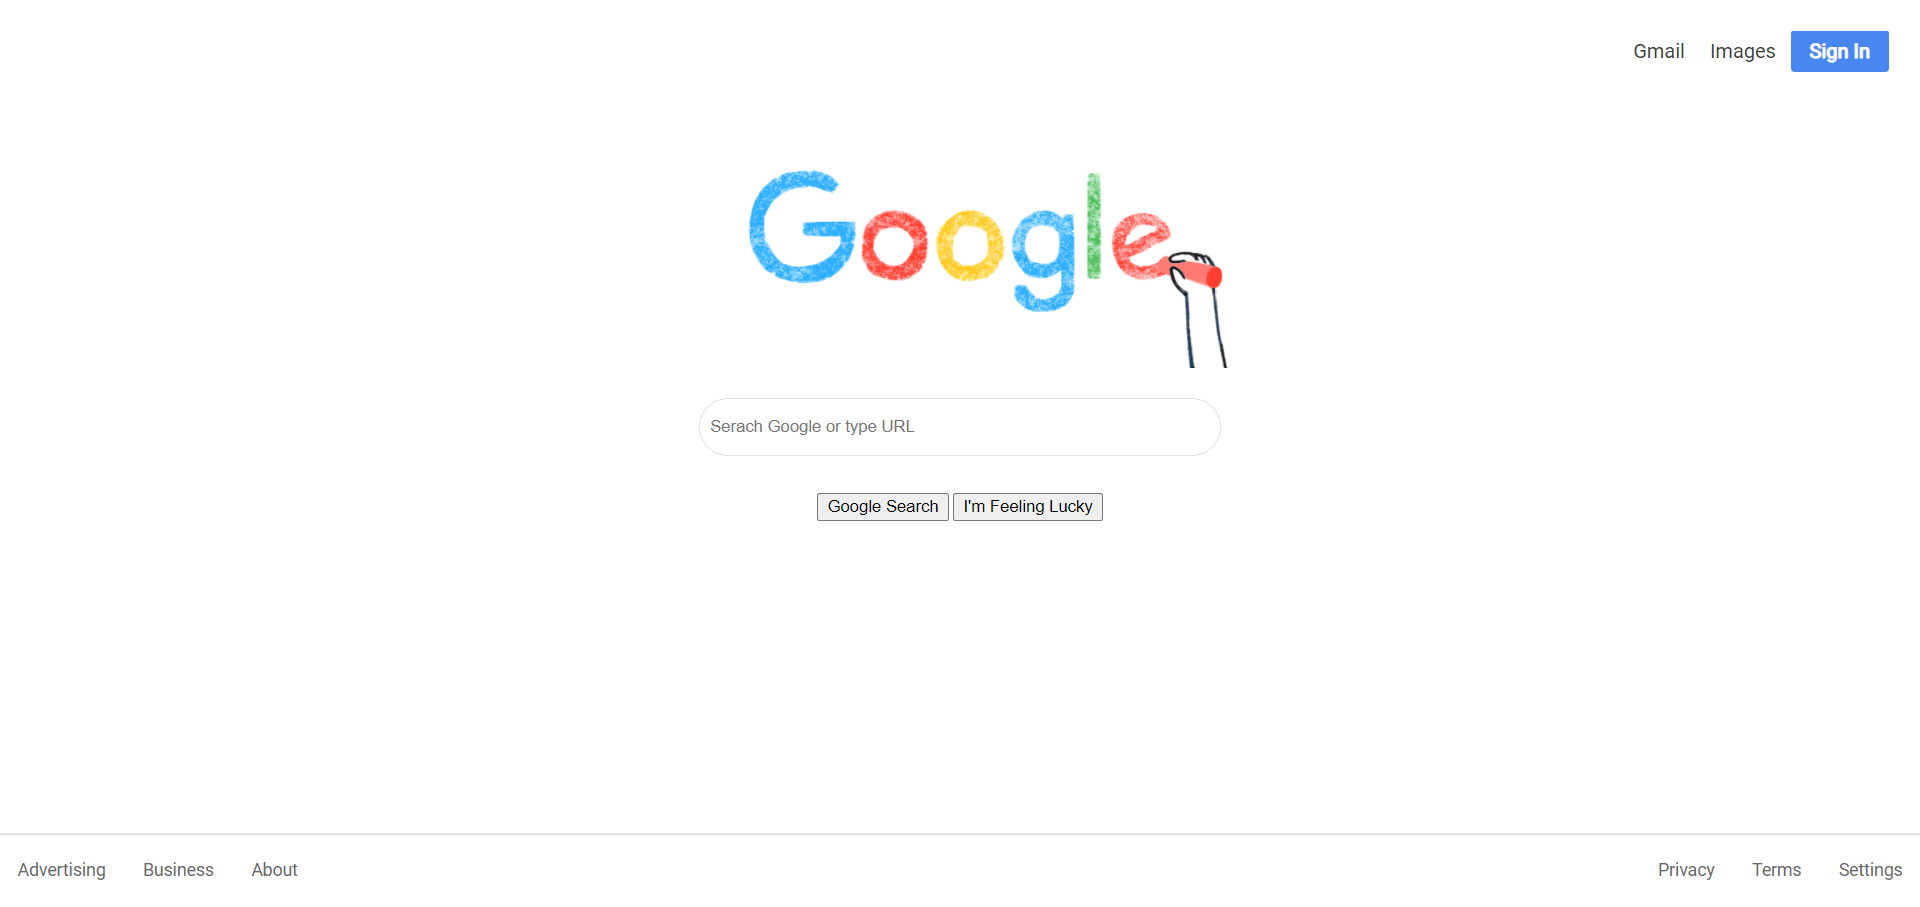 Gmail Images Sign In
Google
Serach Google or type URL
Google Search I'm Feeling Lucky
Advertising Business About Privacy Terms Settings